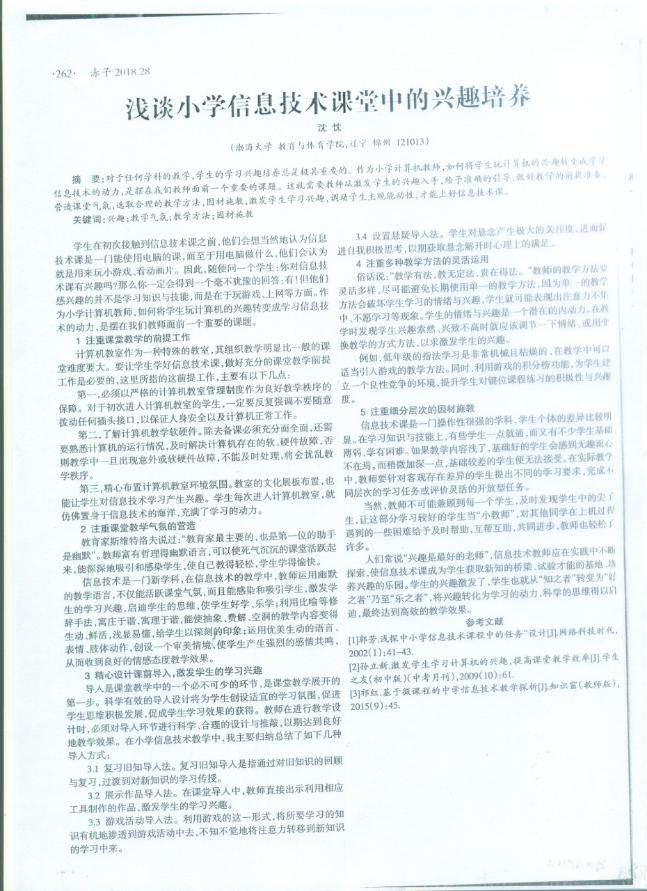 ·262· 赤子 2018.28
浅谈小学信息技术课堂中的兴趣培养
沈 忱
(渤海大学 教育与体育学院,辽宁 锦州 121013)
摘 要:对于任何学科的教学,学生的学习兴趣培养总是极其重要的。作为小学计算机教师,如何将学生玩计算机的兴趣转变成学习
信息技术的动力,是摆在我们教师面前一个重要的课题。这就需要教师从激发学生的兴趣入手,给予准确的引导,做好教学的前提准备,
营造课堂气氛,选取合理的教学方法,因材施教,激发学生学习兴趣,调动学生主观能动性,才能上好信息技术课。
关键词:兴趣;教学气氛;教学方法;因材施教
学生在初次接触到信息技术课之前,他们会想当然地认为信息
技术课是一门能使用电脑的课,而至于用电脑做什么,他们会认为
就是用来玩小游戏、看动画片。因此,随便问一个学生:你对信息技
术课有兴趣吗?那么你一定会得到一个毫不犹豫的回答:有!但他们
感兴趣的并不是学习知识与技能,而是在于玩游戏、上网等方面。作
为小学计算机教师,如何将学生玩计算机的兴趣转变成学习信息技
术的动力,是摆在我们教师面前一个重要的课题。
1 注重课堂教学的前提工作
计算机教室作为一种特殊的教室,其组织教学明显比一般的课
堂难度要大。要让学生学好信息技术课,做好充分的课堂教学前提
工作是必要的,这里所指的这前提工作,主要有以下几点:
第一,必须以严格的计算机教室管理制度作为良好教学秩序的
保障。对于初次进入计算机教室的学生,一定要反复强调不要随意
拨动任何插头接口,以保证人身安全以及计算机正常工作。
第二,了解计算机教学软硬件。除去备课必须充分而全面,还需
要熟悉计算机的运行情况,及时解决计算机存在的软、硬件故障,否
则教学中一旦出现意外或软硬件故障,不能及时处理,将会扰乱教
学秩序。
第三,精心布置计算机教室环境氛围。教室的文化展板布置,也
能让学生对信息技术学习产生兴趣。学生每次进入计算机教室,就
仿佛置身于信息技术的海洋,充满了学习的动力。
2 注重课堂教学气氛的营造
教育家斯维特洛夫说过:"教育家最主要的,也是第一位的助手
是幽默"。教师富有哲理得幽默语言,可以使死气沉沉的课堂活跃起
来,能深深地吸引和感染学生,使自己教得轻松,学生学得愉快。
信息技术是一门新学科,在信息技术的教学中,教师运用幽默
的教学语言,不仅能活跃课堂气氛,而且能感染和吸引学生,激发学
生的学习兴趣,启迪学生的思维,使学生好学、乐学;利用比喻等修
辞手法,寓庄于谐,寓理于谐,能使抽象、费解、空洞的教学内容变得
生动、鲜活,浅显易懂,给学生以深刻的印象;运用优美生动的语言、
表情、肢体动作,创设一个审美情境,使学生产生强烈的感情共鸣,
从而收到良好的情感态度教学效果。
3 精心设计课前导入,激发学生的学习兴趣
导入是课堂教学中的一个必不可少的环节,是课堂教学展开的
第一步。科学有效的导入设计将为学生创设适宜的学习氛围,促进
学生思维积极发展,促成学生学习效果的获得。教师在进行教学设
计时,必须对导入环节进行科学、合理的设计与推敲,以期达到良好
地教学效果。在小学信息技术教学中,我主要归纳总结了如下几种
导入方式:
3.1 复习旧知导入法。复习旧知导入是指通过对旧知识的回顾
与复习,过渡到对新知识的学习传授。
3.2 展示作品导入法。在课堂导入中,教师直接出示利用相应
工具制作的作品,激发学生的学习兴趣。
3.3 游戏活动导入法。利用游戏的这一形式,将所要学习的知
识有机地渗透到游戏活动中去,不知不觉地将注意力转移到新知识
的学习中来。
3.4 设置悬疑导入法。学生对悬念产生极大的关注度,进而促
进自我积极思考,以期获取悬念解开时心理上的满足。
4 注重多种教学方法的灵活运用
俗话说:"教学有法,教无定法,贵在得法。"教师的教学方法要
灵活多样,尽可能避免长期使用单一的教学方法,因为单一的教学
方法会破坏学生学习的情绪与兴趣,学生就可能表现出注意力不集
中、不愿学习等现象。学生的情绪与兴趣是一个潜在的内动力。在教
学时发现学生兴趣索然、兴致不高时就应该调节一下情绪,或用变
换教学的方式方法,以求激发学生的兴趣。
例如,低年级的指法学习是非常机械且枯燥的,在教学中可以
适当引入游戏的教学方法。同时,利用游戏的积分榜功能,为学生建
立一个良性竞争的环境,提升学生对键位课程练习的积极性与兴趣
度。
5 注重细分层次的因材施教
信息技术课是一门操作性很强的学科,学生个体的差异比较明
显。在学习知识与技能上,有些学生一点就通,而又有不少学生基础
薄弱,学有困难。如果教学内容浅了,基础好的学生会感到无趣而心
不在焉。而稍微加深一点,基础较差的学生便无法接受。在实际教学
中,教师要针对客观存在差异的学生提出不同的学习要求,完成不
同层次的学习任务或评价灵活的开放型任务。
当然,教师不可能兼顾到每一个学生,及时发现学生中的尖子
生,让这部分学习较好的学生当"小教师",对其他同学在上机过程
遇到的一些困难给予及时帮助,互帮互助,共同进步,教师也轻松了
许多。
人们常说"兴趣是最好的老师",信息技术教师应在实践中不断
探索,使信息技术课成为学生获取新知的桥梁、试验才能的基地、培
养兴趣的乐园。学生的兴趣激发了,学生也就从"知之者"转变为"好
之者"乃至"乐之者",将兴趣转化为学习的动力,科学的思维得以启
迪,最终达到高效的教学效果。
参考文献
[1]郑芳.浅探中小学信息技术课程中的任务"设计[J].网络科技时代,
2002(1):41-43.
[2]孙立新.激发学生学习计算机的兴趣,提高课堂教学效率[J].学生
之友(初中版)(中考月刊),2009(10):61.
[3]邓红.基于微课程的中学信息技术教学探析[J].知识窗(教师版),
2015(9):45.